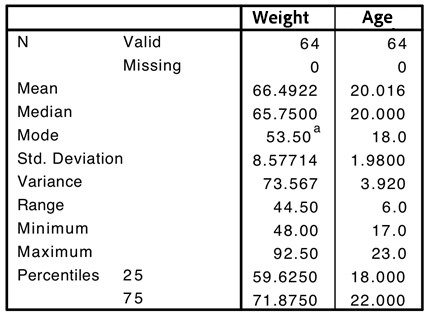 Weight Age
N Valid 64 64
Missing 0 0
Mean 66.4922 20.016
Median 65.7500 20.000
Mode 53.50a 18.0
Std. Deviation 8.57714 1.9800
Variance 73.567 3.920
Range 44.50 6.0
Minimum 48.00 17.0
Maximum 92.50 23.0
Percentiles 25 59.6250 18.000
75 71.8750 22.000